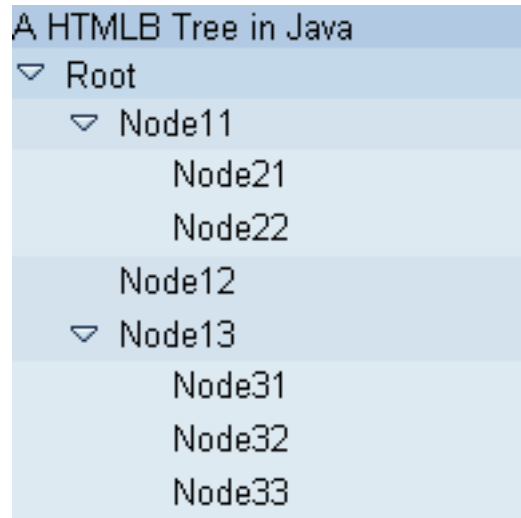 A HTMLB Tree in Java
Root
Node11
Node21
Node22
Node12
Node13
Node31
Node32
Node33